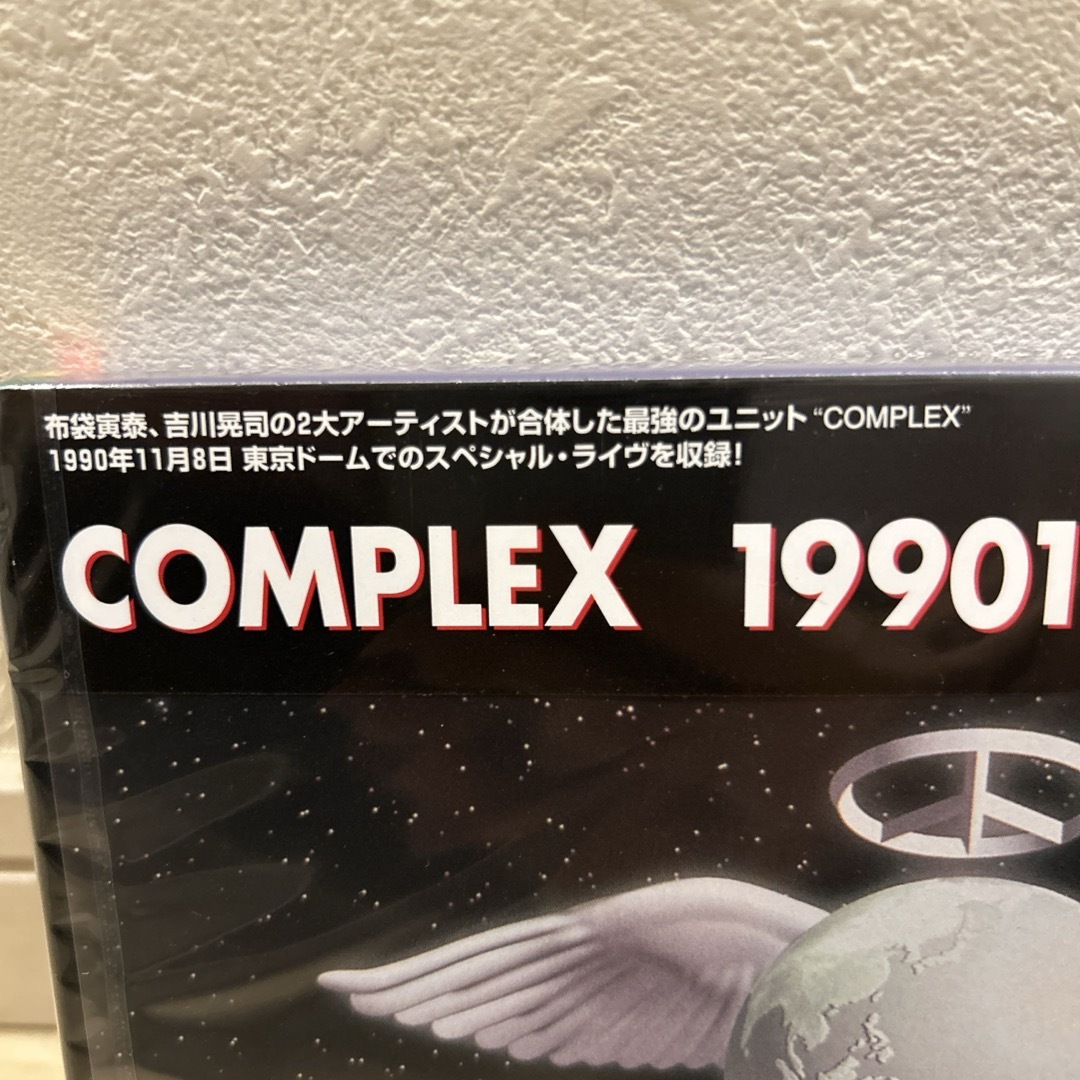 布袋寅泰、吉川晃司の2大アーティストが合体した最強のユニット“COMPLEX”
1990年11月8日 東京ドームでのスペシャル・ライヴを収録！
COMPLEX 19901